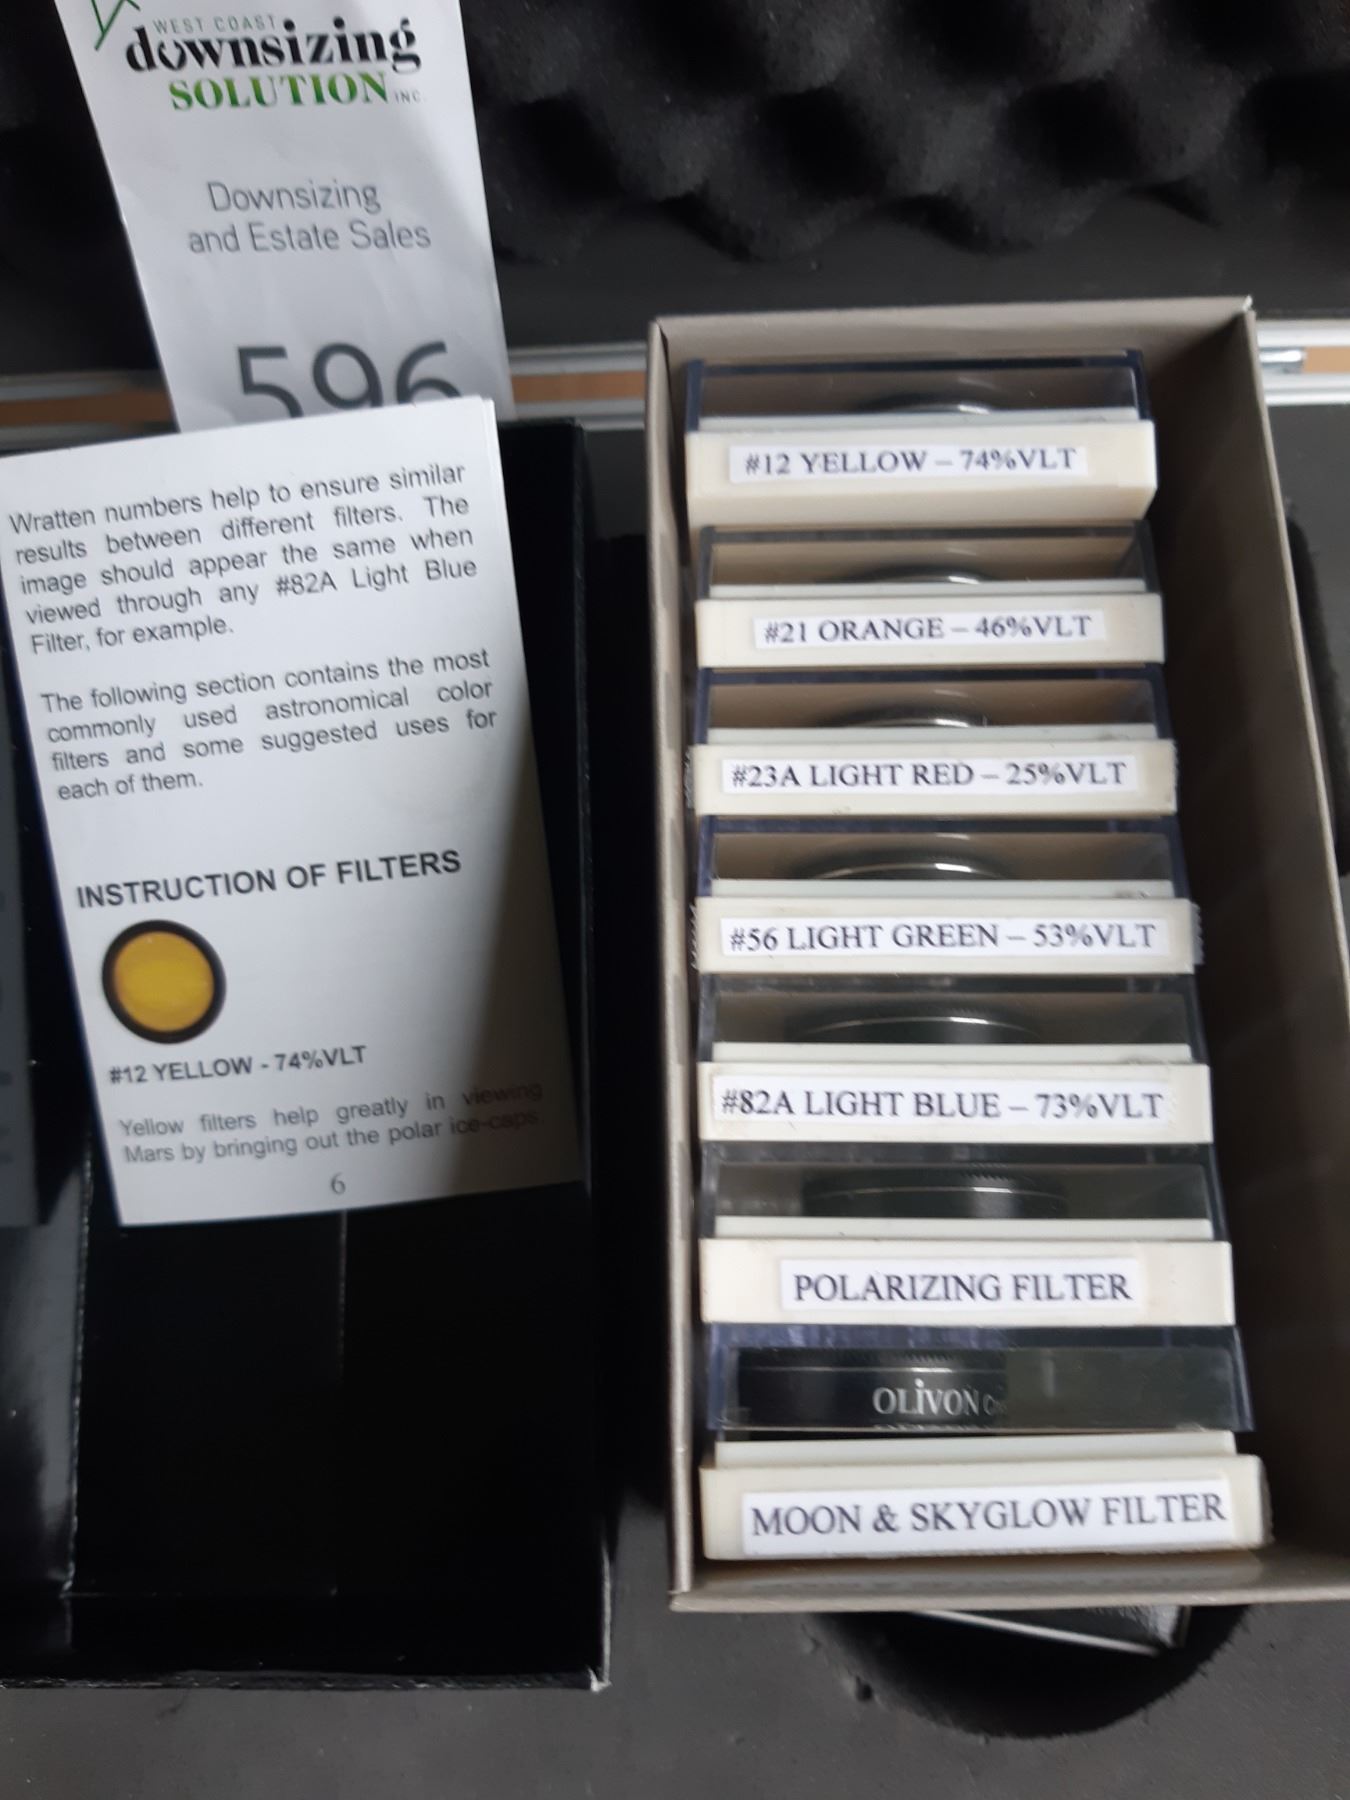 WEST COAST
downsizing
SOLUTION INC.
Downsizing
and Estate Sales
596
Wratten numbers help to ensure similar
results between different filters. The
image should appear the same when
viewed through any #82A Light Blue
Filter, for example.
The following section contains the most
commonly used astronomical color
filters and some suggested uses for
each of them.
INSTRUCTION OF FILTERS
#12 YELLOW - 74%VLT
Yellow filters help greatly in viewing
Mars by bringing out the polar ice-caps.
6
#12 YELLOW – 74%VLT
#21 ORANGE – 46%VLT
#23A LIGHT RED – 25%VLT
#56 LIGHT GREEN – 53%VLT
#82A LIGHT BLUE – 73%VLT
POLARIZING FILTER
OLiVON
MOON & SKYGLOW FILTER